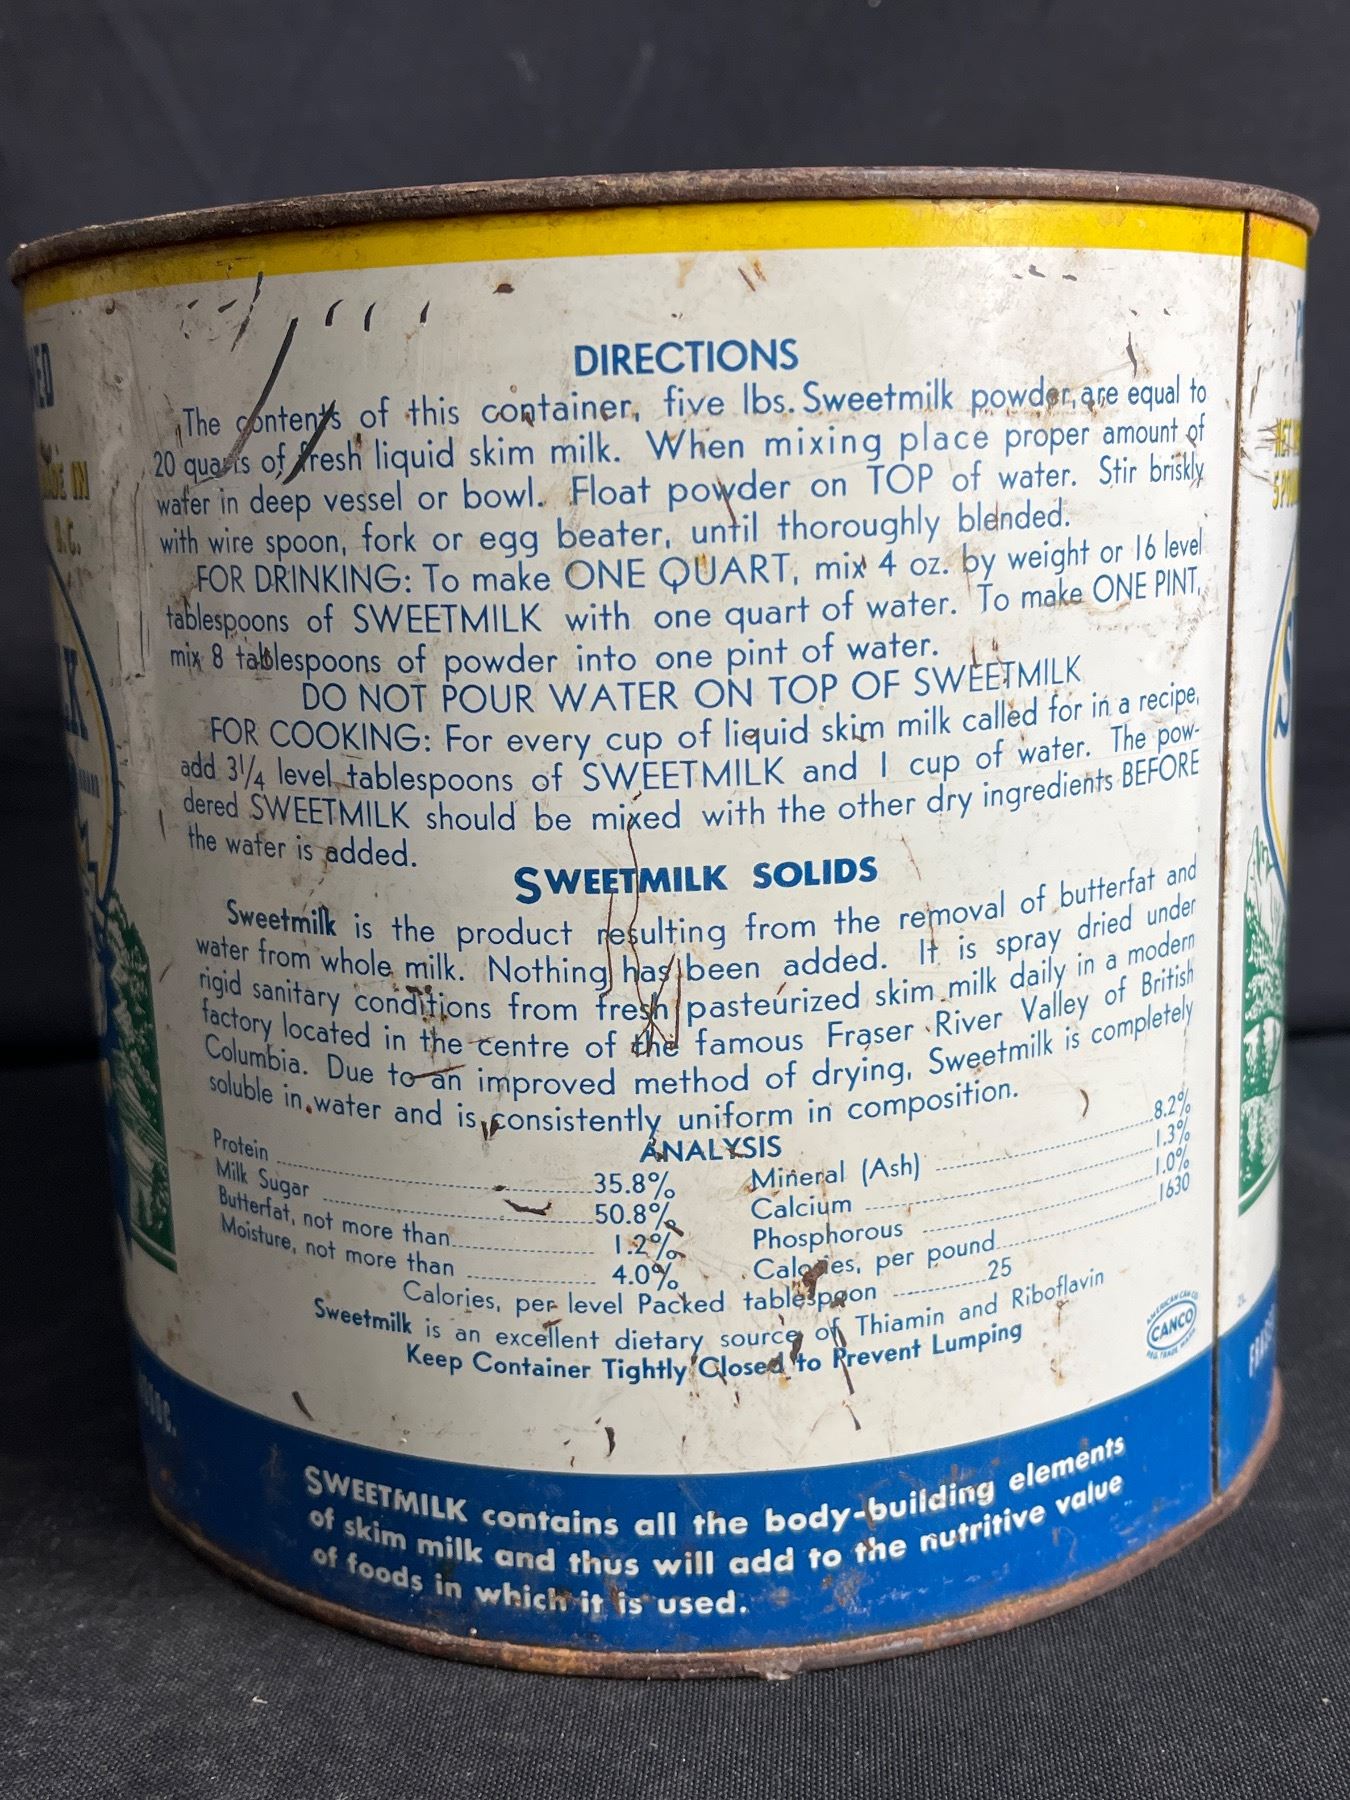 DIRECTIONS
The contents of this container, five lbs. Sweetmilk powder, are equal to
20 quarts of fresh liquid skim milk. When mixing place proper amount of
water in deep vessel or bowl. Float powder on TOP of water. Stir briskly
with wire spoon, fork or egg beater, until thoroughly blended.
FOR DRINKING: To make ONE QUART, mix 4 oz. by weight or 16 level
tablespoons of SWEETMILK with one quart of water. To make ONE PINT,
mix 8 tablespoons of powder into one pint of water.
DO NOT POUR WATER ON TOP OF SWEETMILK
FOR COOKING: For every cup of liquid skim milk called for in a recipe,
add 3 1/4 level tablespoons of SWEETMILK and 1 cup of water. The pow-
dered SWEETMILK should be mixed with the other dry ingredients BEFORE
the water is added.
SWEETMILK SOLIDS
Sweetmilk is the product resulting from the removal of butterfat and
water from whole milk. Nothing has been added. It is spray dried under
rigid sanitary conditions from fresh pasteurized skim milk daily in a modern
factory located in the centre of the famous Fraser River Valley of British
Columbia. Due to an improved method of drying, Sweetmilk is completely
soluble in water and is consistently uniform in composition.
ANALYSIS
Protein 35.8%
Milk Sugar 50.8%
Butterfat, not more than 1.2%
Moisture, not more than 4.0%
Mineral (Ash) 8.2%
Calcium 1.3%
Phosphorous 1.0%
Calories, per pound 1630
Calories, per level Packed tablespoon 25
Sweetmilk is an excellent dietary source of Thiamin and Riboflavin
Keep Container Tightly Closed to Prevent Lumping
AMERICAN CAN CO.
CANCO
REG. TRADE MARK
SWEETMILK contains all the body-building elements
of skim milk and thus will add to the nutritive value
of foods in which it is used.
IN
B.C.